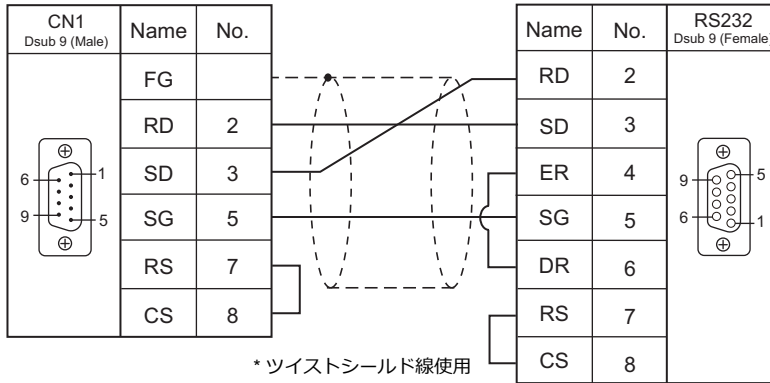 CN1
Dsub 9 (Male)
Name No.
FG
RD 2
SD 3
SG 5
RS 7
CS 8
6 1
9 5
Name No.
RS232
Dsub 9 (Female)
RD 2
SD 3
ER 4
SG 5
DR 6
RS 7
CS 8
9 5
6 1
* ツイストシールド線使用